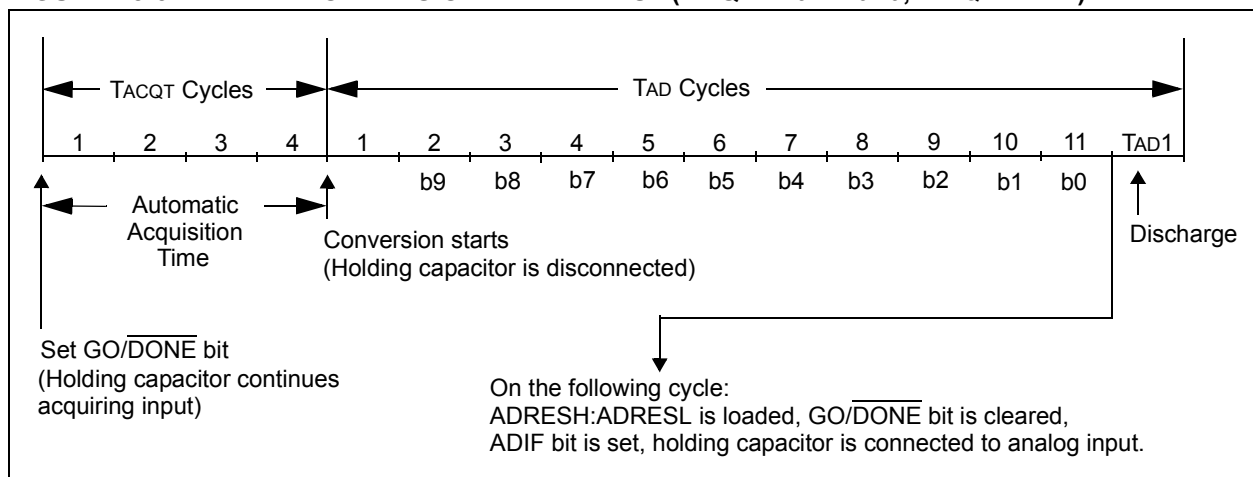 TACQT Cycles
TAD Cycles
1 2 3 4 1 2 3 4 5 6 7 8 9 10 11 TAD1
b9 b8 b7 b6 b5 b4 b3 b2 b1 b0
Automatic
Acquisition
Time
Conversion starts
(Holding capacitor is disconnected)
Discharge
Set GO/DONE bit
(Holding capacitor continues
acquiring input)
On the following cycle:
ADRESH:ADRESL is loaded, GO/DONE bit is cleared,
ADIF bit is set, holding capacitor is connected to analog input.